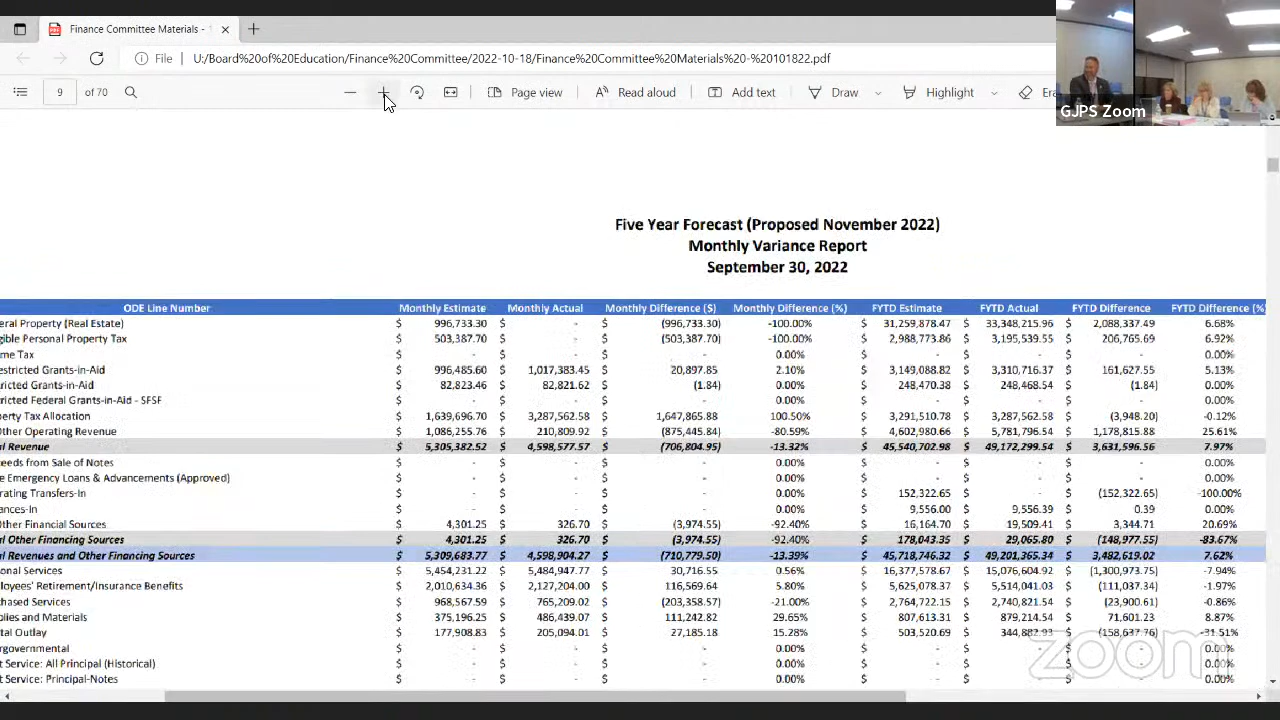 Finance Committee Materials - 1
File U:/Board%20of%20Education/Finance%20Committee/2022-10-18/Finance%20Committee%20Materials%20-%20101822.pdf
9 of 70 Page view Read aloud Add text Draw Highlight Era
GJPS Zoom
Five Year Forecast (Proposed November 2022)
Monthly Variance Report
September 30, 2022
ODE Line Number Monthly Estimate Monthly Actual Monthly Difference ($) Monthly Difference (%) FYTD Estimate FYTD Actual FYTD Difference FYTD Difference (%)
eral Property (Real Estate) $ 996,733.30 $ - $ (996,733.30) -100.00% $ 31,259,878.47 $ 33,348,215.96 $ 2,088,337.49 6.68%
gible Personal Property Tax $ 503,387.70 $ - $ (503,387.70) -100.00% $ 2,988,773.86 $ 3,195,539.55 $ 206,765.69 6.92%
me Tax $ - $ - $ - 0.00% $ - $ - $ - 0.00%
estricted Grants-in-Aid $ 996,485.60 $ 1,017,383.45 $ 20,897.85 2.10% $ 3,149,088.82 $ 3,310,716.37 $ 161,627.55 5.13%
ricted Grants-in-Aid $ 82,823.46 $ 82,821.62 $ (1.84) 0.00% $ 248,470.38 $ 248,468.54 $ (1.84) 0.00%
ricted Federal Grants-in-Aid - SFSF $ - $ - $ - 0.00% $ - $ - $ - 0.00%
perty Tax Allocation $ 1,639,696.70 $ 3,287,562.58 $ 1,647,865.88 100.50% $ 3,291,510.78 $ 3,287,562.58 $ (3,948.20) -0.12%
Other Operating Revenue $ 1,086,255.76 $ 210,809.92 $ (875,445.84) -80.59% $ 4,602,980.66 $ 5,781,796.54 $ 1,178,815.88 25.61%
al Revenue $ 5,305,382.52 $ 4,598,577.57 $ (706,804.95) -13.32% $ 45,540,702.98 $ 49,172,299.54 $ 3,631,596.56 7.97%
eeds from Sale of Notes $ - $ - $ - 0.00% $ - $ - $ - 0.00%
e Emergency Loans & Advancements (Approved) $ - $ - $ - 0.00% $ - $ - $ - 0.00%
rating Transfers-In $ - $ - $ - 0.00% $ 152,322.65 $ - $ (152,322.65) -100.00%
ances-In $ - $ - $ - 0.00% $ 9,556.00 $ 9,556.39 $ 0.39 0.00%
Other Financial Sources $ 4,301.25 $ 326.70 $ (3,974.55) -92.40% $ 16,164.70 $ 19,509.41 $ 3,344.71 20.69%
al Other Financing Sources $ 4,301.25 $ 326.70 $ (3,974.55) -92.40% $ 178,043.35 $ 29,065.80 $ (148,977.55) -83.67%
al Revenues and Other Financing Sources $ 5,309,683.77 $ 4,598,904.27 $ (710,779.50) -13.39% $ 45,718,746.32 $ 49,201,365.34 $ 3,482,619.02 7.62%
onal Services $ 5,454,231.22 $ 5,484,947.77 $ 30,716.55 0.56% $ 16,377,578.67 $ 15,076,604.92 $ (1,300,973.75) -7.94%
loyees' Retirement/Insurance Benefits $ 2,010,634.36 $ 2,127,204.00 $ 116,569.64 5.80% $ 5,625,078.37 $ 5,514,041.03 $ (111,037.34) -1.97%
hased Services $ 968,567.59 $ 765,209.02 $ (203,358.57) -21.00% $ 2,764,722.15 $ 2,740,821.54 $ (23,900.61) -0.86%
plies and Materials $ 375,196.25 $ 486,439.07 $ 111,242.82 29.65% $ 807,613.31 $ 879,214.54 $ 71,601.23 8.87%
tal Outlay $ 177,908.83 $ 205,094.01 $ 27,185.18 15.28% $ 503,520.69 $ 344,882.93 $ (158,637.76) -31.51%
rgovernmental $ - $ - $ - 0.00% $ - $ - $ - 0.00%
t Service: All Principal (Historical) $ - $ - $ - 0.00% $ - $ - $ - 0.00%
t Service: Principal-Notes $ - $ - $ - 0.00% $ - $ - $ - 0.00%
zoom